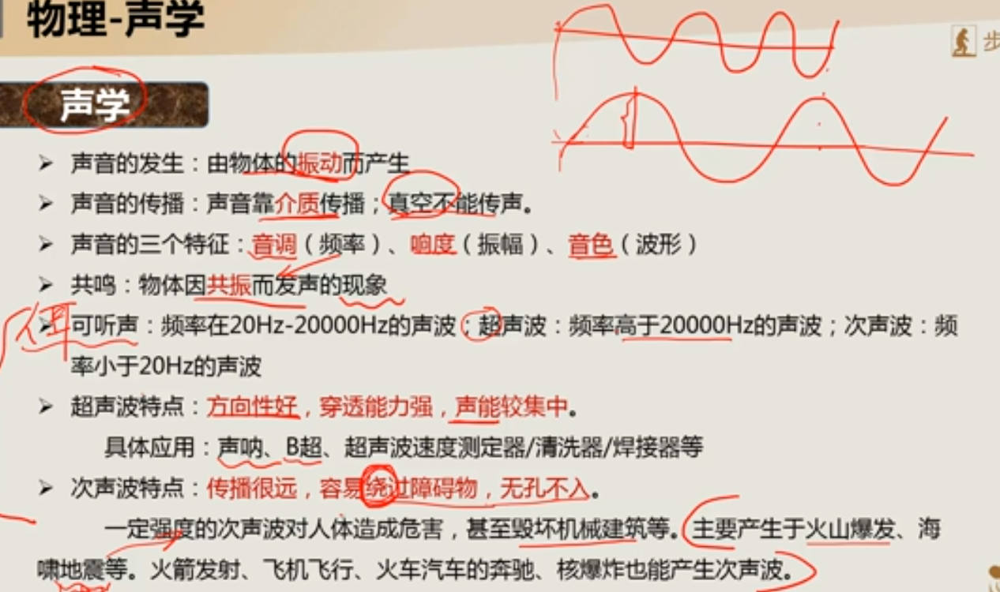 物理-声学
步
声学
声音的发生：由物体的振动而产生
声音的传播：声音靠介质传播；真空不能传声。
声音的三个特征：音调（频率）、响度（振幅）、音色（波形）
共鸣：物体因共振而发声的现象
可听声：频率在20Hz-20000Hz的声波；超声波：频率高于20000Hz的声波；次声波：频
率小于20Hz的声波
超声波特点：方向性好，穿透能力强，声能较集中。
具体应用：声呐、B超、超声波速度测定器/清洗器/焊接器等
次声波特点：传播很远，容易绕过障碍物，无孔不入。
一定强度的次声波对人体造成危害，甚至毁坏机械建筑等。主要产生于火山爆发、海
啸地震等。火箭发射、飞机飞行、火车汽车的奔驰、核爆炸也能产生次声波。